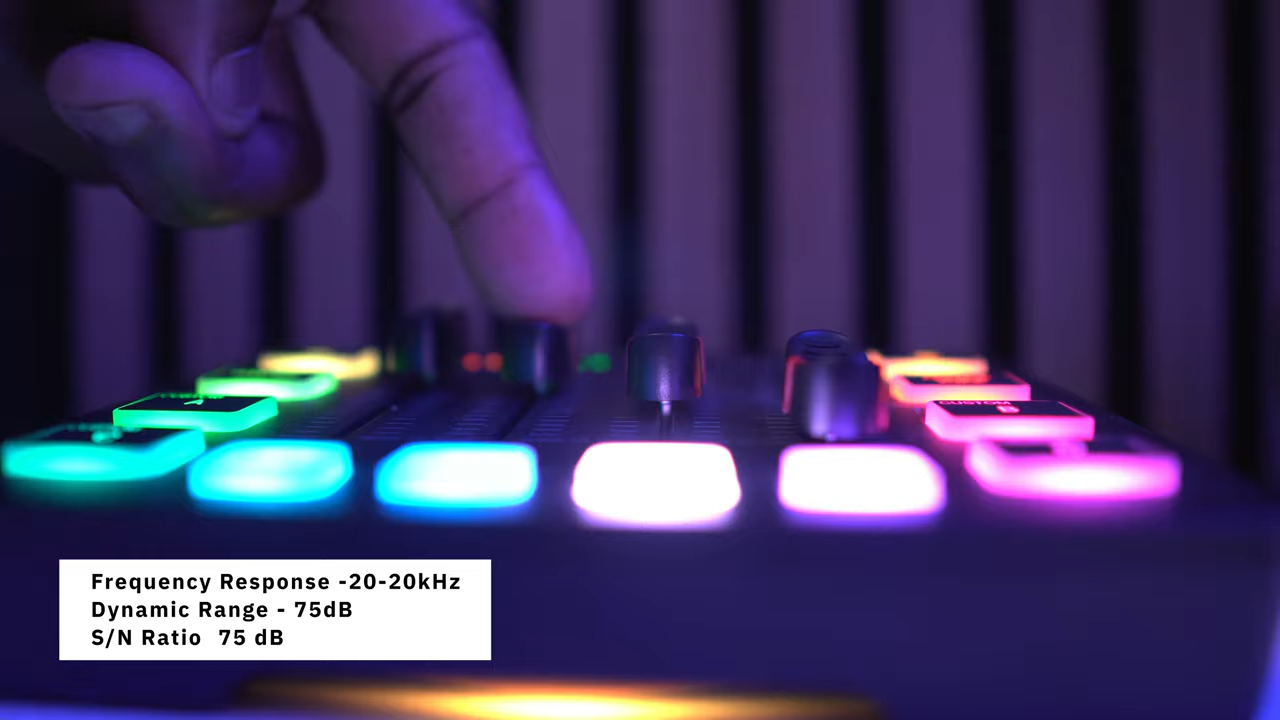 CUSTOM
Frequency Response -20-20kHz
Dynamic Range - 75dB
S/N Ratio  75 dB